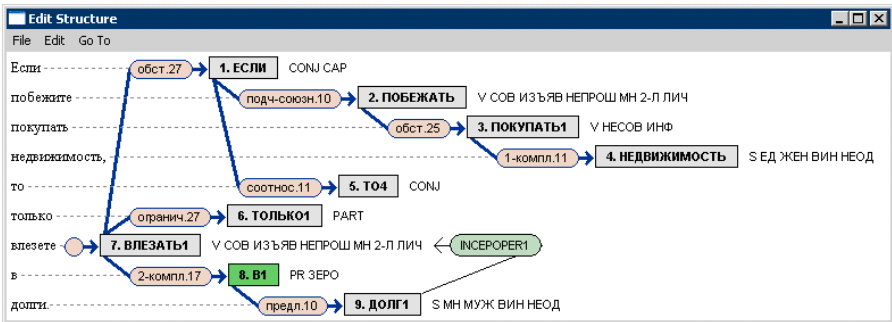 Edit Structure
File Edit Go To
Если обст.27 1. ЕСЛИ CONJ CAP
побежите подч-союзн.10 2. ПОБЕЖАТЬ V СОВ ИЗЪЯВ НЕПРОШ МН 2-Л ЛИЧ
покупать обст.25 3. ПОКУПАТЬ1 V НЕСОВ ИНФ
недвижимость, 1-компл.11 4. НЕДВИЖИМОСТЬ S ЕД ЖЕН ВИН НЕОД
то соотнос.11 5. ТО4 CONJ
только огранич.27 6. ТОЛЬКО1 PART
влезете 7. ВЛЕЗАТЬ1 V СОВ ИЗЪЯВ НЕПРОШ МН 2-Л ЛИЧ INCEPOPER1
в 2-компл.17 8. В1 PR ЗЕРО
долги. предл.10 9. ДОЛГ1 S МН МУЖ ВИН НЕОД